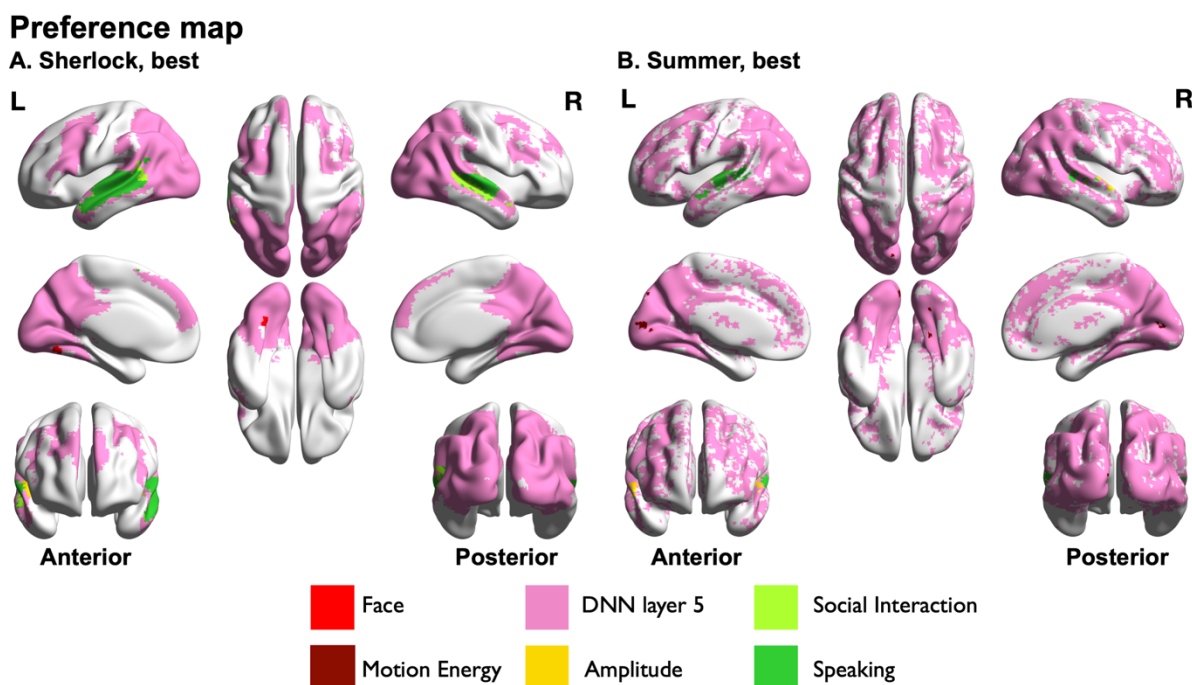 Preference map
A. Sherlock, best
B. Summer, best
L
R
L
R
Anterior
Posterior
Anterior
Posterior
Face
DNN layer 5
Social Interaction
Motion Energy
Amplitude
Speaking